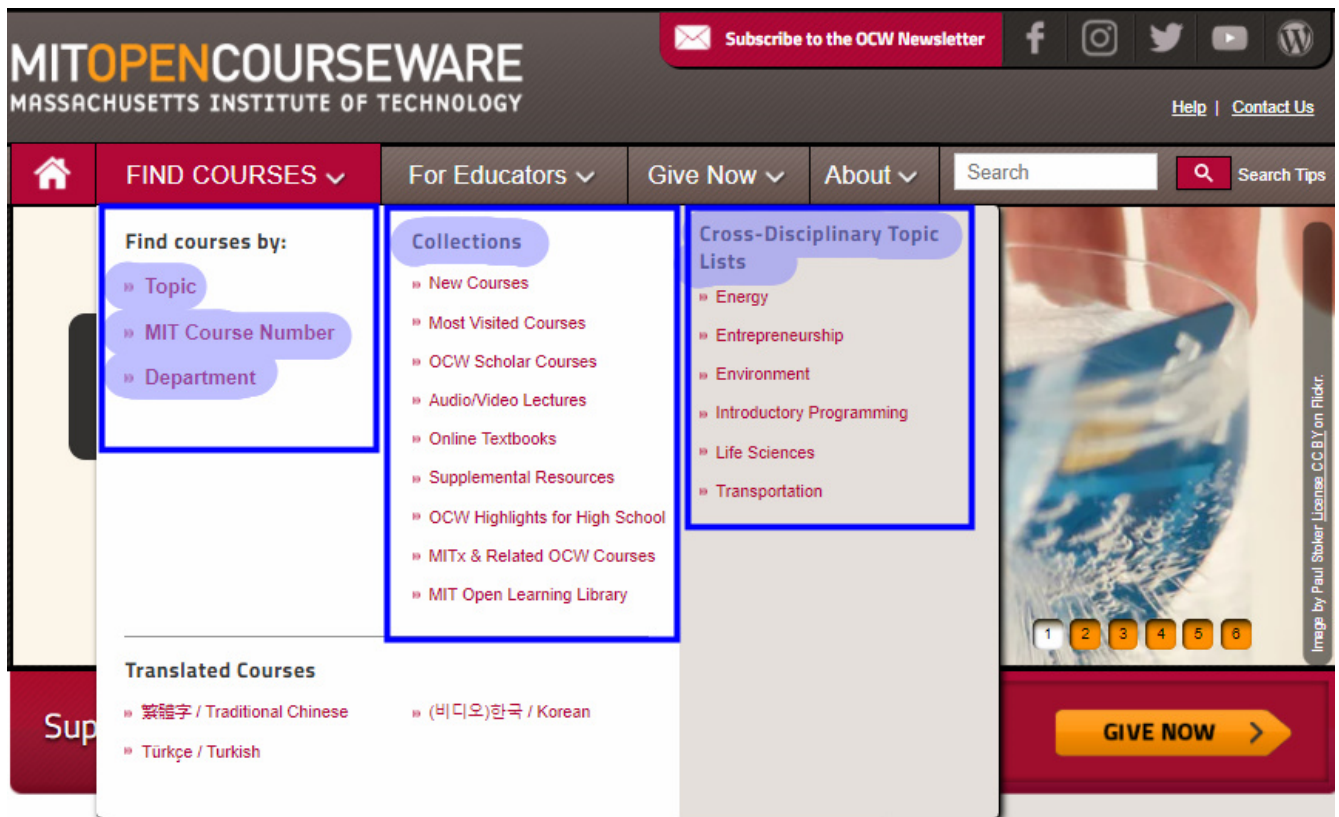 Subscribe to the OCW Newsletter
MITOPENCOURSEWARE
MASSACHUSETTS INSTITUTE OF TECHNOLOGY
Help | Contact Us
FIND COURSES
For Educators
Give Now
About
Search
Search Tips
Find courses by:
» Topic
» MIT Course Number
» Department
Collections
» New Courses
» Most Visited Courses
» OCW Scholar Courses
» Audio/Video Lectures
» Online Textbooks
» Supplemental Resources
» OCW Highlights for High School
» MITx & Related OCW Courses
» MIT Open Learning Library
Cross-Disciplinary Topic
Lists
» Energy
» Entrepreneurship
» Environment
» Introductory Programming
» Life Sciences
» Transportation
Translated Courses
» 繁體字 / Traditional Chinese
» (비디오)한국 / Korean
» Türkçe / Turkish
Image by Paul Stoker License CC BY on Flickr.
1 2 3 4 5 6
Sup
GIVE NOW